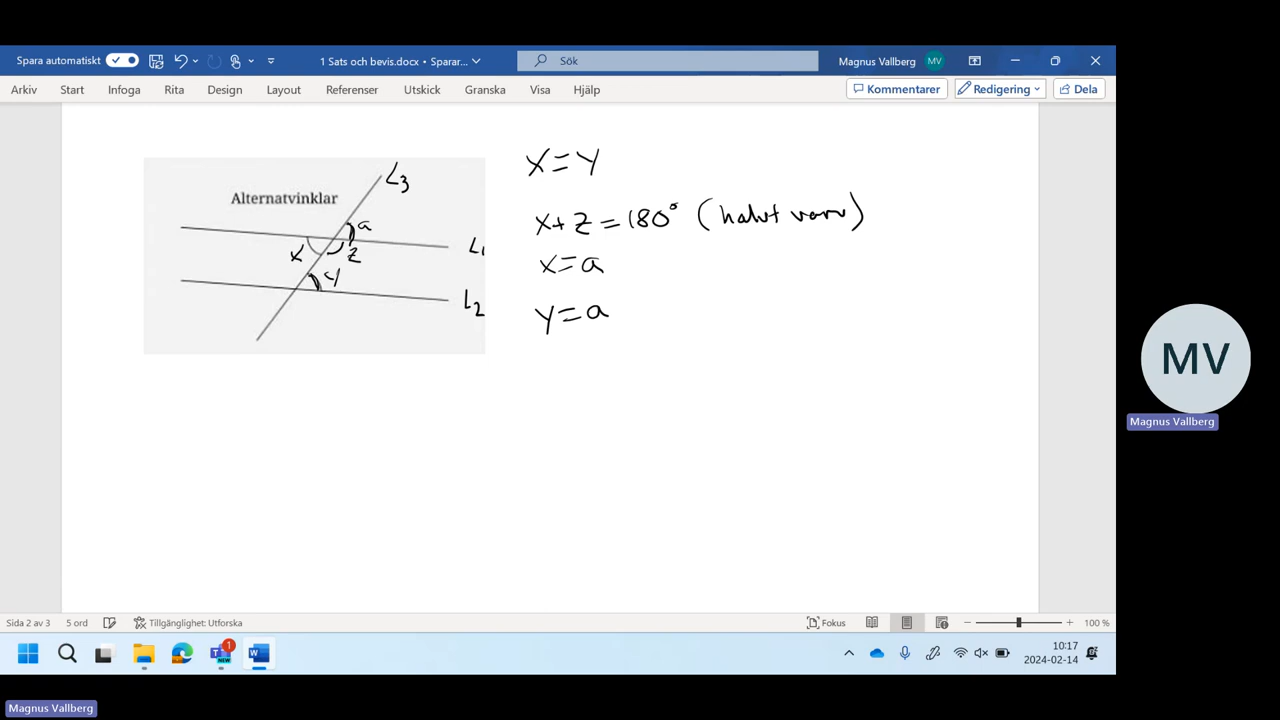 Spara automatiskt
1 Sats och bevis.docx • Sparar...
Sök
Magnus Vallberg
MV
Arkiv
Start
Infoga
Rita
Design
Layout
Referenser
Utskick
Granska
Visa
Hjälp
Kommentarer
Redigering
Dela
Alternatvinklar
L3
a
x
z
L1
y
L2
x=y
x+z=180° (halvt varv)
x=a
y=a
MV
Magnus Vallberg
Sida 2 av 3
5 ord
Tillgänglighet: Utforska
Fokus
100 %
1
NEW
10:17
2024-02-14
Magnus Vallberg